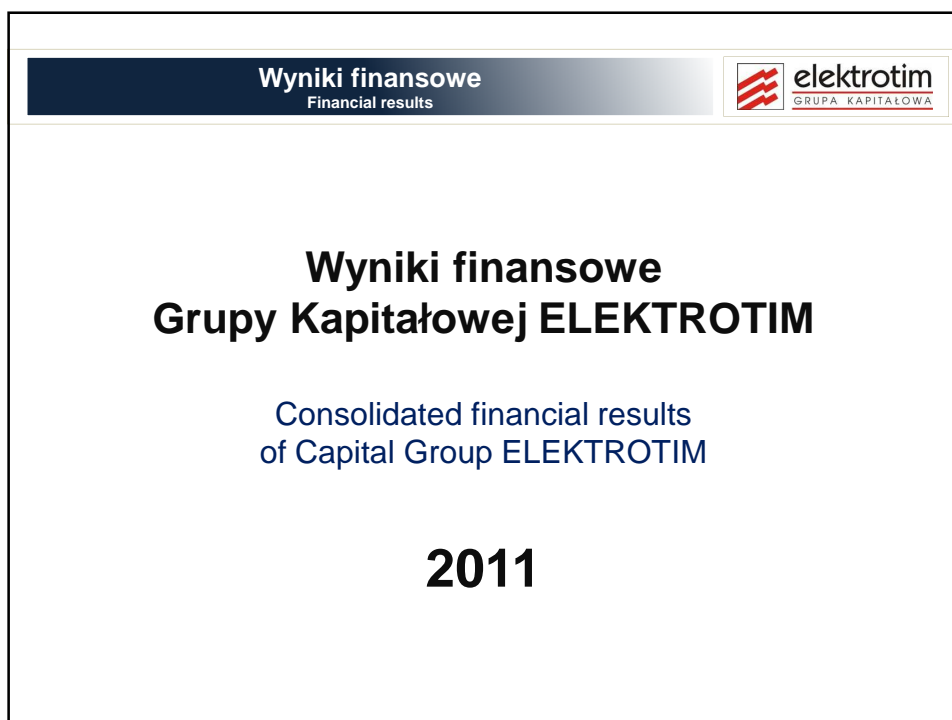 Wyniki finansowe
Financial results
elektrotim
GRUPA KAPITAŁOWA
Wyniki finansowe
Grupy Kapitałowej ELEKTROTIM
Consolidated financial results
of Capital Group ELEKTROTIM
2011